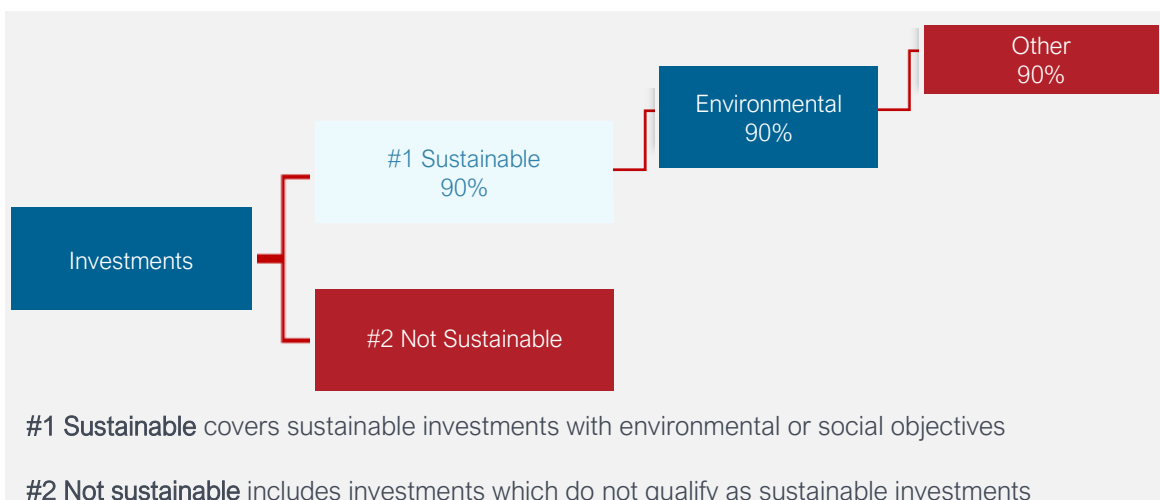 Other
90%
Environmental
90%
#1 Sustainable
90%
Investments
#2 Not Sustainable
#1 Sustainable covers sustainable investments with environmental or social objectives
#2 Not sustainable includes investments which do not qualify as sustainable investments